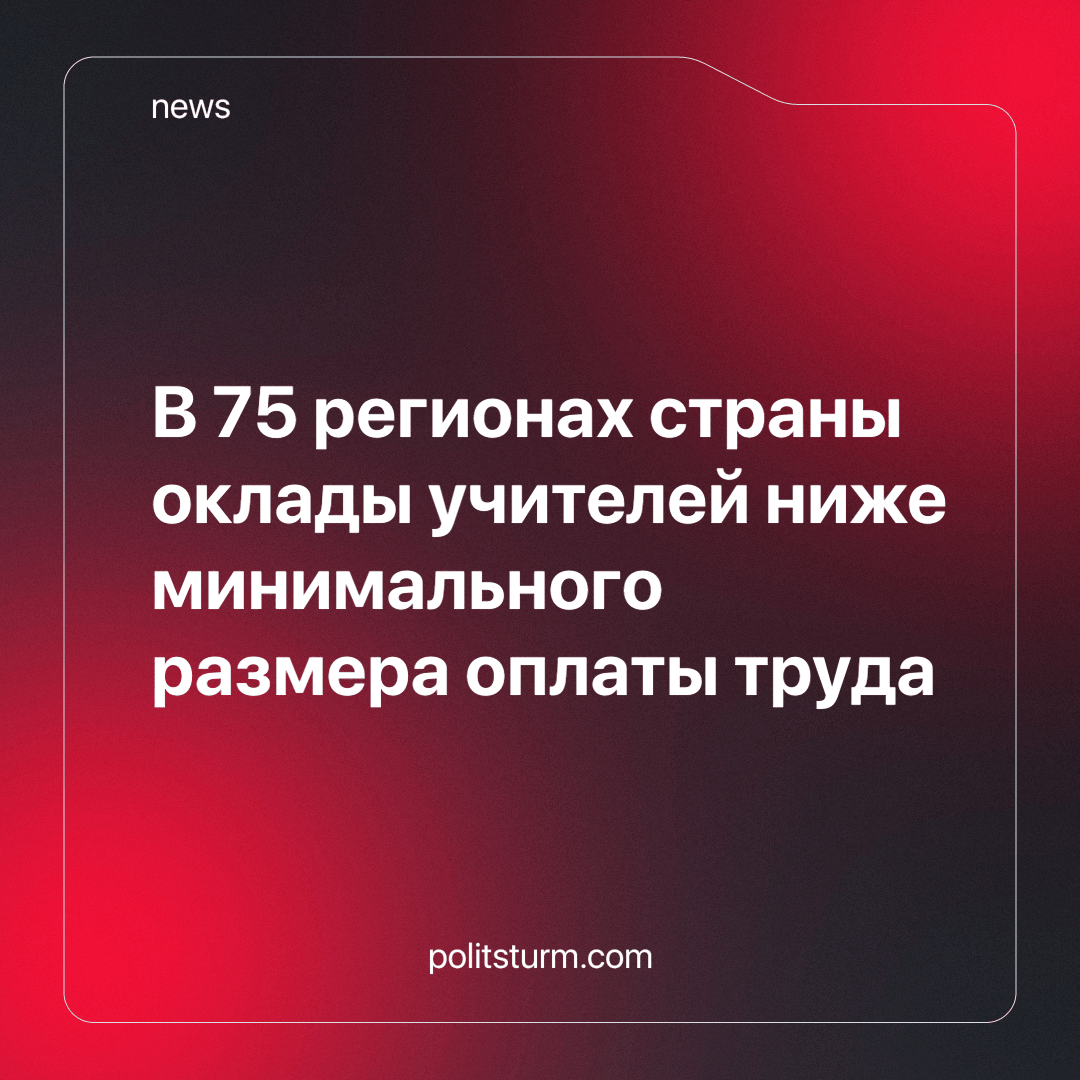 news
В 75 регионах страны
оклады учителей ниже
минимального
размера оплаты труда
politsturm.com